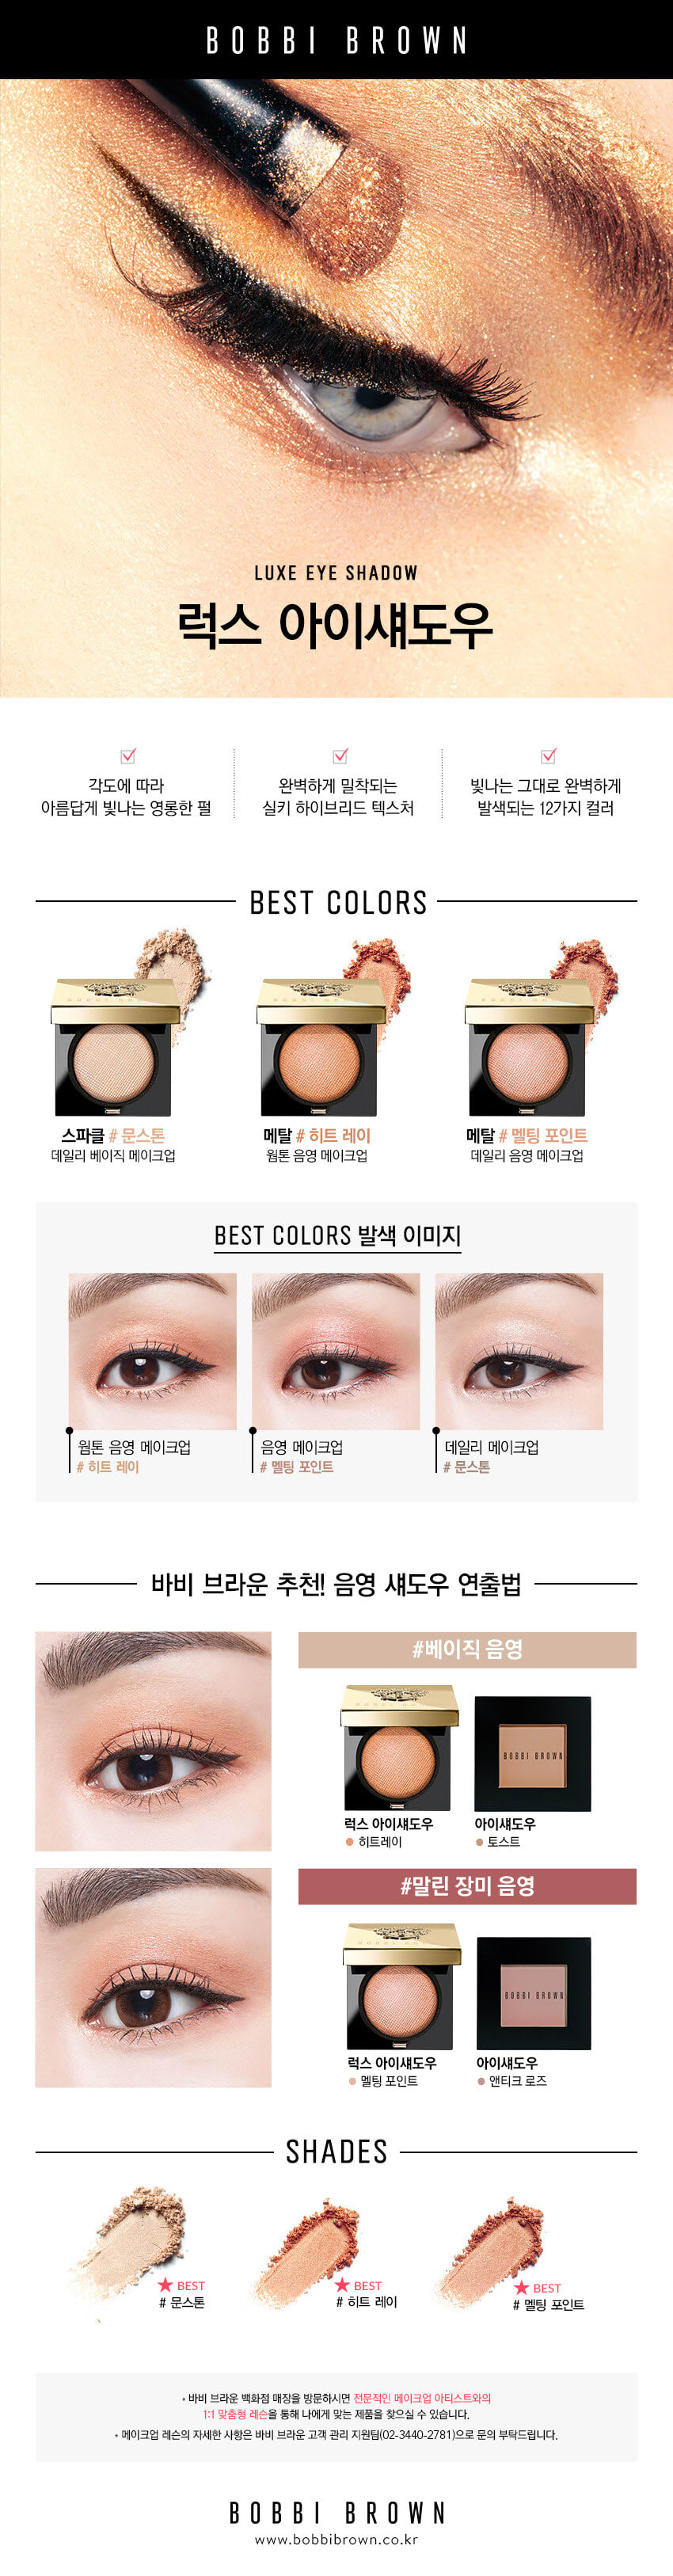 BOBBI BROWN
LUXE EYE SHADOW
럭스 아이섀도우
각도에 따라
아름답게 빛나는 영롱한 펄
완벽하게 밀착되는
실키 하이브리드 텍스처
빛나는 그대로 완벽하게
발색되는 12가지 컬러
BEST COLORS
스파클 # 문스톤
데일리 베이직 메이크업
메탈 # 히트 레이
웜톤 음영 메이크업
메탈 # 멜팅 포인트
데일리 음영 메이크업
BEST COLORS 발색 이미지
웜톤 음영 메이크업
# 히트 레이
음영 메이크업
# 멜팅 포인트
데일리 메이크업
# 문스톤
바비 브라운 추천! 음영 섀도우 연출법
#베이직 음영
BOBBI BROWN
럭스 아이섀도우
히트레이
아이섀도우
토스트
#말린 장미 음영
BOBBI BROWN
럭스 아이섀도우
멜팅 포인트
아이섀도우
앤티크 로즈
SHADES
★ BEST
# 문스톤
★ BEST
# 히트 레이
★ BEST
# 멜팅 포인트
• 바비 브라운 백화점 매장을 방문하시면 전문적인 메이크업 아티스트와의
1:1 맞춤형 레슨을 통해 나에게 맞는 제품을 찾으실 수 있습니다.
• 메이크업 레슨의 자세한 사항은 바비 브라운 고객 관리 지원팀(02-3440-2781)으로 문의 부탁드립니다.
BOBBI BROWN
www.bobbibrown.co.kr